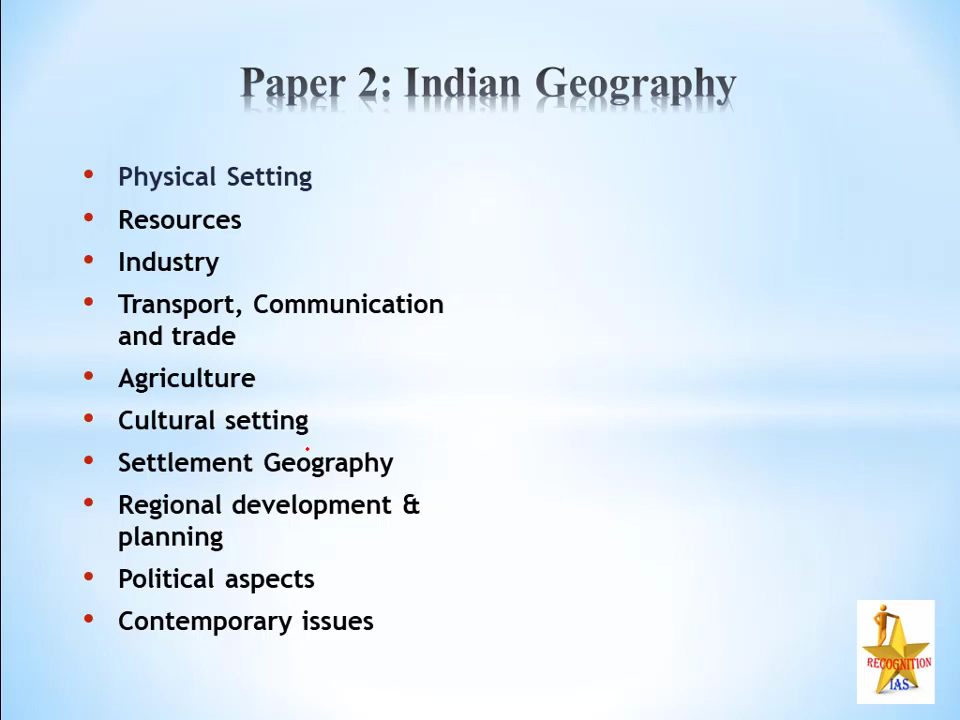 Paper 2: Indian Geography
• Physical Setting
• Resources
• Industry
• Transport, Communication
and trade
• Agriculture
• Cultural setting
• Settlement Geography
• Regional development &
planning
• Political aspects
• Contemporary issues
RECOGNITION
IAS